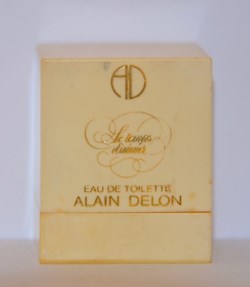 AD
Le temps
d'aimer
EAU DE TOILETTE
ALAIN DELON